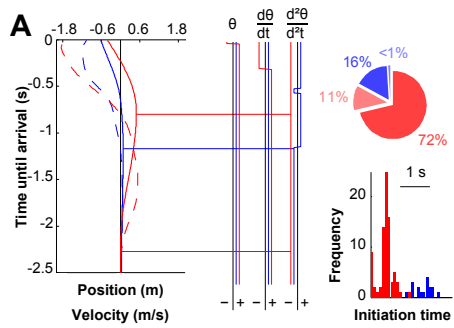 A
−1.8 −0.6 0.6 1.8
θ
dθ
dt
d²θ
d²t
0
-0.5
-1
-1.5
-2
-2.5
Time until arrival (s)
Position (m)
Velocity (m/s)
− +
− +
− +
<1%
16%
11%
72%
1 s
20
10
0
Frequency
Initiation time